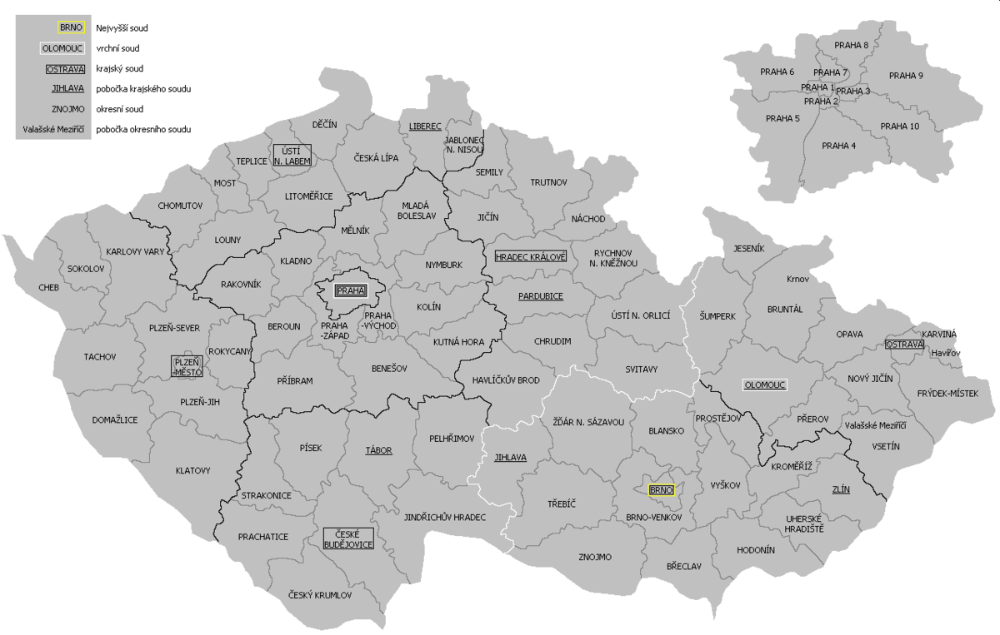 BRNO Nejvyšší soud
OLOMOUC vrchní soud
OSTRAVA krajský soud
JIHLAVA pobočka krajského soudu
ZNOJMO okresní soud
Valašské Meziříčí pobočka okresního soudu
PRAHA 8
PRAHA 6
PRAHA 7
PRAHA 9
PRAHA 1
PRAHA 3
PRAHA 2
PRAHA 5
PRAHA 10
PRAHA 4
DĚČÍN
LIBEREC
JABLONEC
N. NISOU
ÚSTÍ
N. LABEM
TEPLICE
ČESKÁ LÍPA
SEMILY
MOST
TRUTNOV
LITOMĚŘICE
CHOMUTOV
MLADÁ
BOLESLAV
JIČÍN
NÁCHOD
MĚLNÍK
LOUNY
KARLOVY VARY
JESENÍK
HRADEC KRÁLOVÉ
RYCHNOV
N. KNĚŽNOU
KLADNO
NYMBURK
SOKOLOV
Krnov
RAKOVNÍK
CHEB
PRAHA
PARDUBICE
KOLÍN
BRUNTÁL
ÚSTÍ N. ORLICÍ
ŠUMPERK
PLZEŇ-SEVER
BEROUN
PRAHA
-ZÁPAD
PRAHA
-VÝCHOD
OPAVA
KARVINÁ
KUTNÁ HORA
CHRUDIM
OSTRAVA
ROKYCANY
Havířov
TACHOV
PLZEŇ
-MĚSTO
BENEŠOV
SVITAVY
PŘÍBRAM
HAVLÍČKŮV BROD
NOVÝ JIČÍN
OLOMOUC
FRÝDEK-MÍSTEK
PLZEŇ-JIH
DOMAŽLICE
PROSTĚJOV
PŘEROV
ŽĎÁR N. SÁZAVOU
Valašské Meziříčí
BLANSKO
PELHŘIMOV
PÍSEK
TÁBOR
VSETÍN
JIHLAVA
KROMĚŘÍŽ
KLATOVY
VYŠKOV
BRNO
ZLÍN
STRAKONICE
TŘEBÍČ
JINDŘICHŮV HRADEC
BRNO-VENKOV
UHERSKÉ
HRADIŠTĚ
PRACHATICE
ČESKÉ
BUDĚJOVICE
HODONÍN
ZNOJMO
BŘECLAV
ČESKÝ KRUMLOV